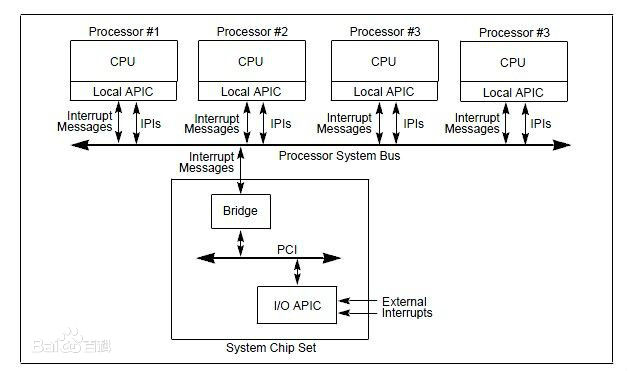 Processor #1
Processor #2
Processor #3
Processor #3
CPU
CPU
CPU
CPU
Local APIC
Local APIC
Local APIC
Local APIC
Interrupt
Messages
IPIs
Interrupt
Messages
IPIs
Interrupt
Messages
IPIs
Interrupt
Messages
IPIs
Processor System Bus
Interrupt
Messages
Bridge
PCI
I/O APIC
External
Interrupts
System Chip Set
Baidu百科